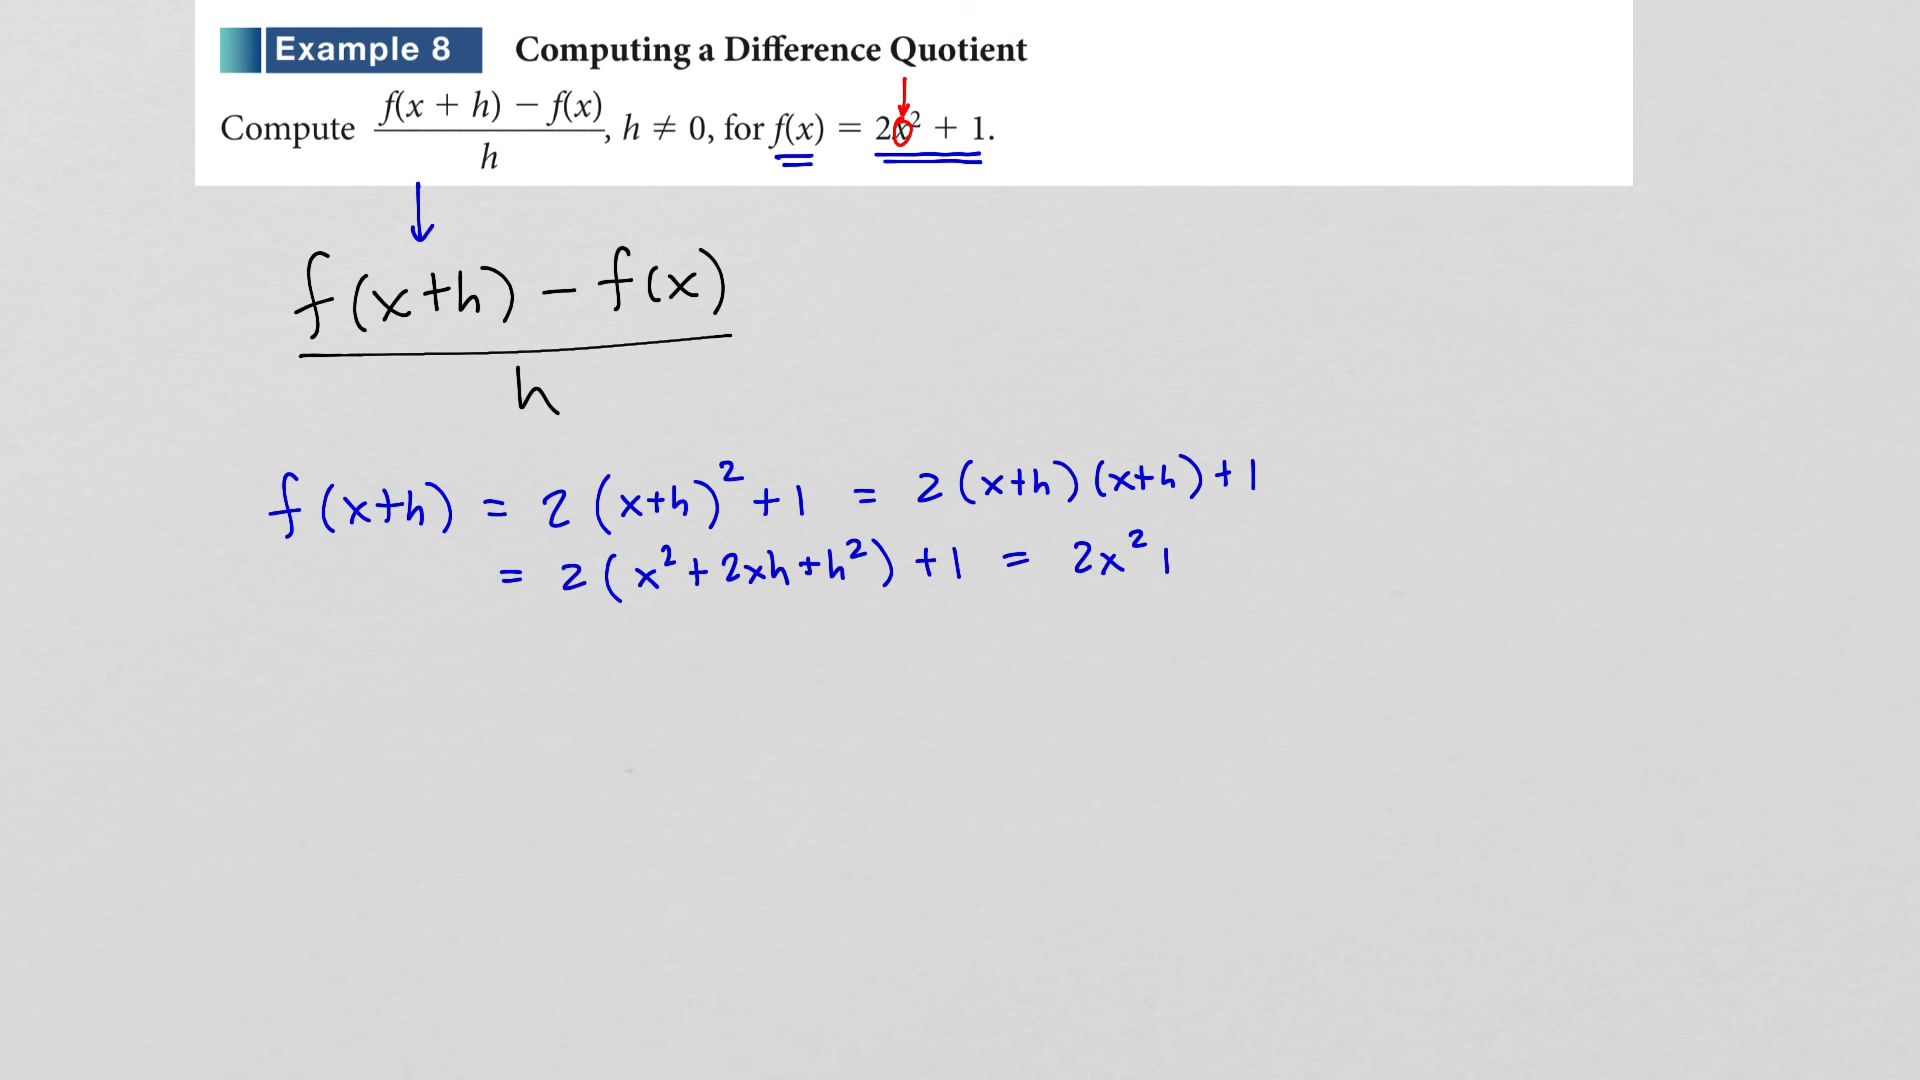 Example 8 Computing a Difference Quotient
Compute f(x + h) − f(x) / h, h ≠ 0, for f(x) = 2x² + 1.
f(x+h) − f(x)
h
f(x+h) = 2(x+h)² + 1 = 2(x+h)(x+h) + 1
= 2(x² + 2xh + h²) + 1 = 2x² ı